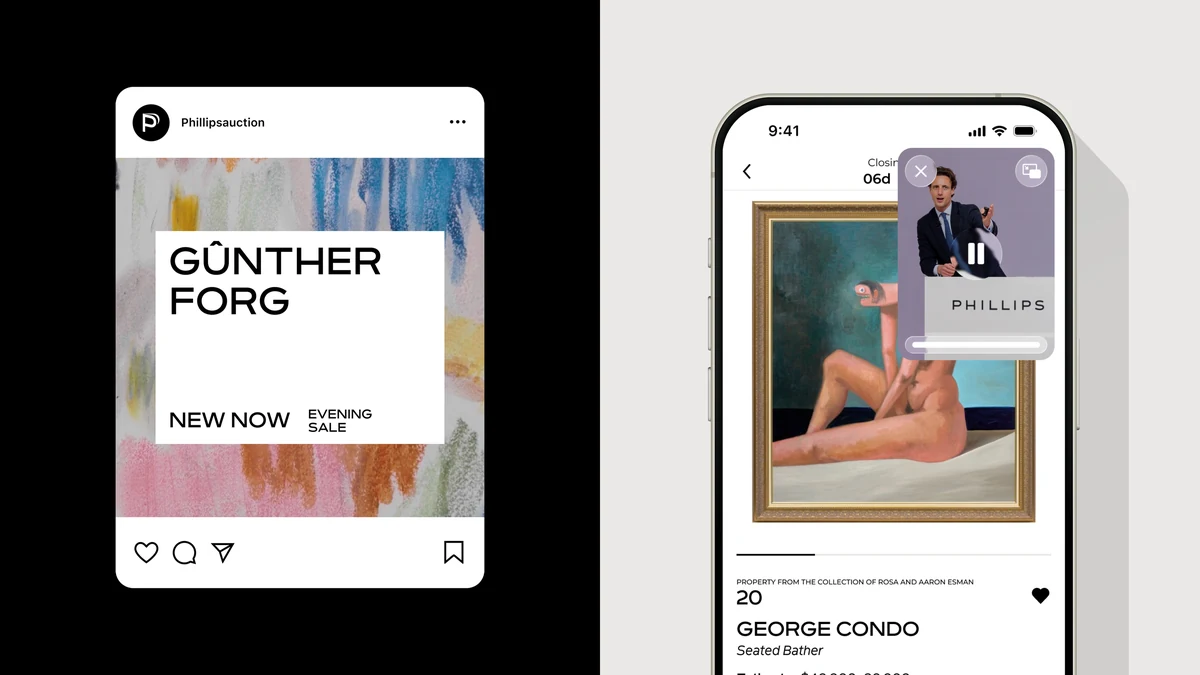 Phillipsauction
GÛNTHER
FORG
NEW NOW
EVENING
SALE
9:41
06d
PHILLIPS
PROPERTY FROM THE COLLECTION OF ROSA AND AARON ESMAN
20
GEORGE CONDO
Seated Bather